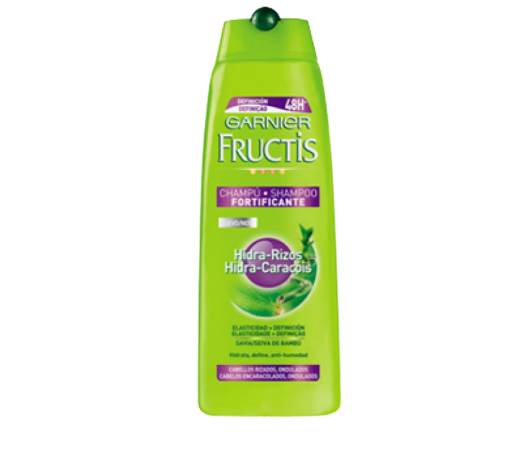 DEFINICIÓN
DEFINIÇÃO
48H
GARNIER
FRUCTIS
CHAMPÚ • SHAMPOO
FORTIFICANTE
Hidra-Rizos
Hidra-Caracóis
ELASTICIDAD + DEFINICIÓN
ELASTICIDADE + DEFINIÇÃO
SAVIA/SEIVA DE BAMBÚ
Hidrata, define, anti-humedad
CABELLOS RIZADOS, ONDULADOS
CABELOS ENCARACOLADOS, ONDULADOS